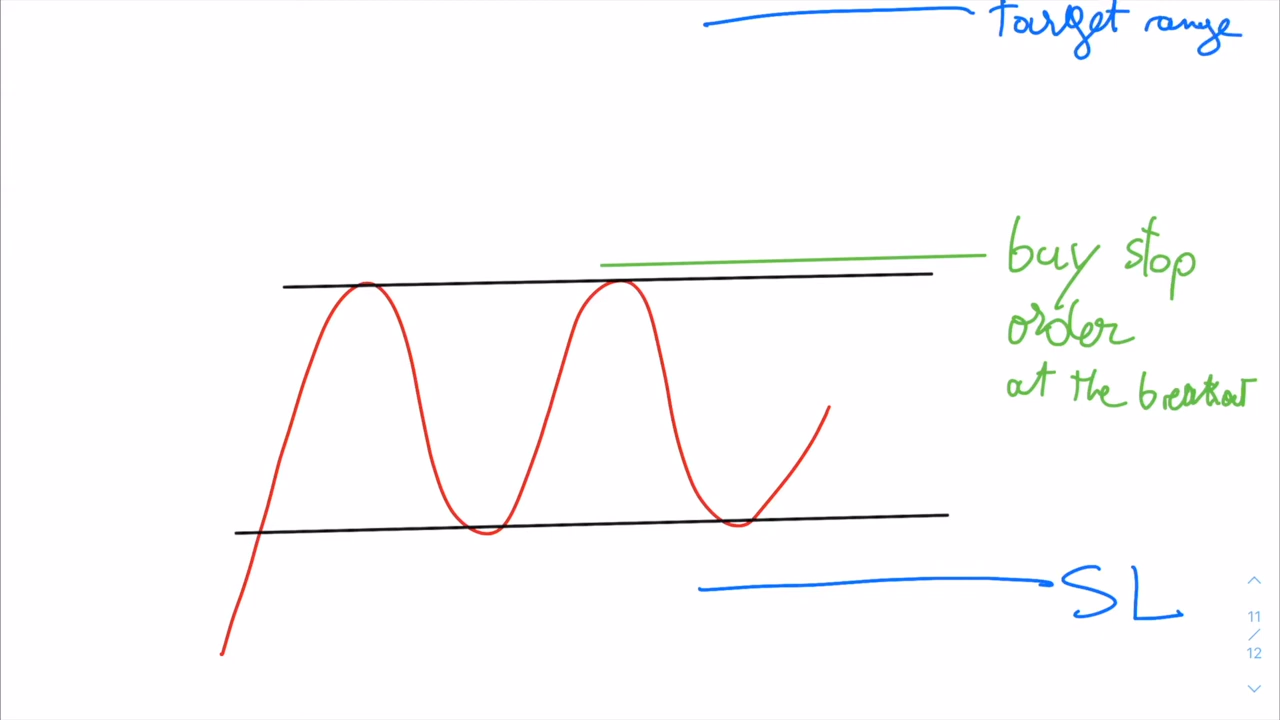 Target range
buy stop
order
at the breakout
SL
11
/
12